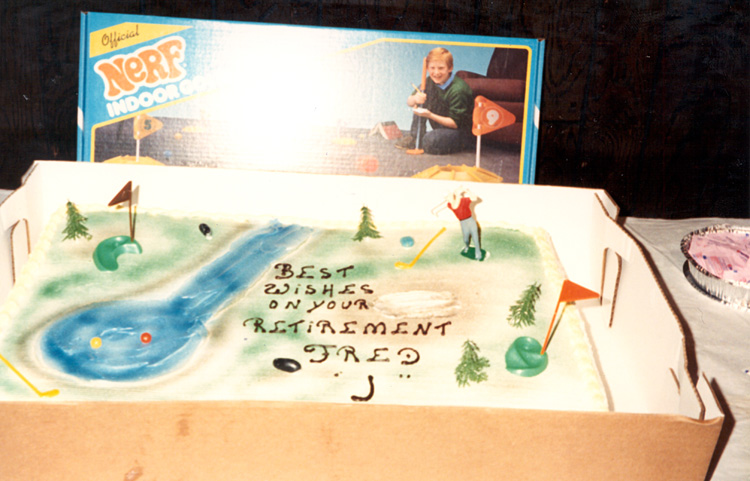 Official
NERF
INDOOR
BEST
WISHES
ON YOUR
RETIREMENT
FRED